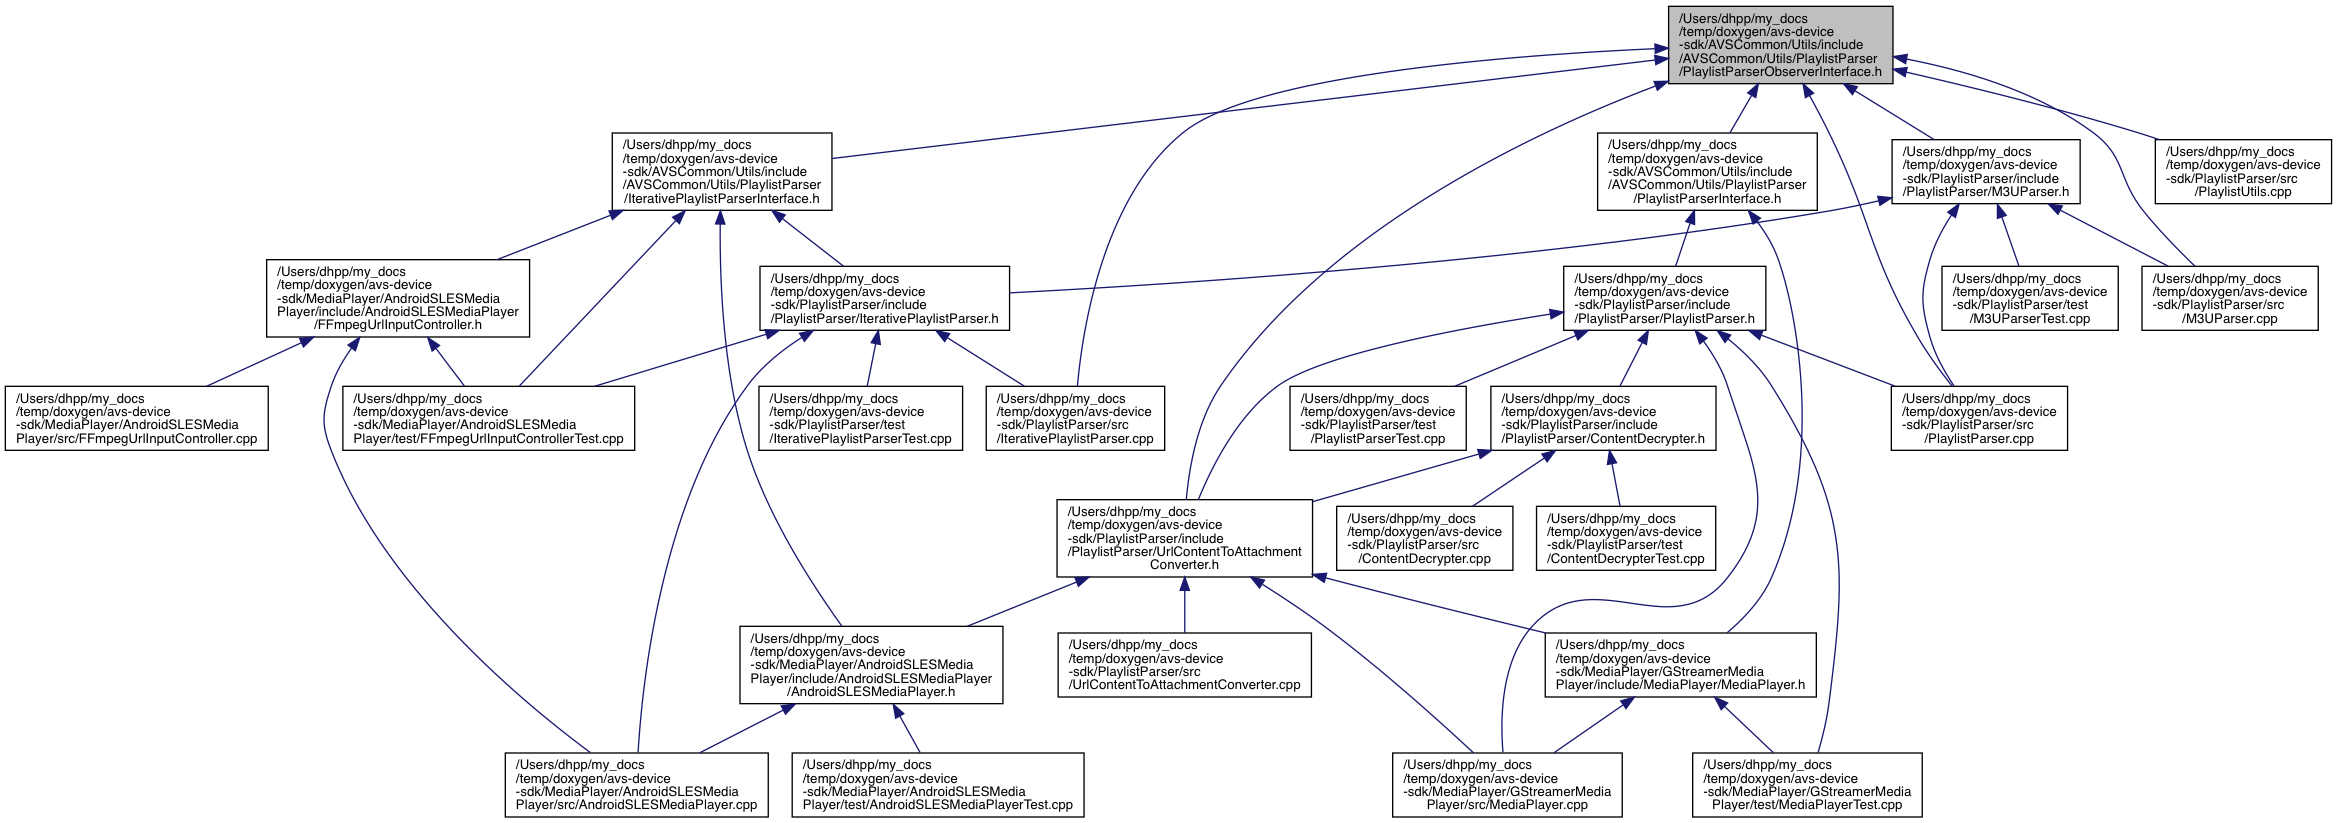 /Users/dhpp/my_docs
/temp/doxygen/avs-device
-sdk/AVSCommon/Utils/include
/AVSCommon/Utils/PlaylistParser
/PlaylistParserObserverInterface.h
/Users/dhpp/my_docs
/temp/doxygen/avs-device
-sdk/AVSCommon/Utils/include
/AVSCommon/Utils/PlaylistParser
/IterativePlaylistParserInterface.h
/Users/dhpp/my_docs
/temp/doxygen/avs-device
-sdk/AVSCommon/Utils/include
/AVSCommon/Utils/PlaylistParser
/PlaylistParserInterface.h
/Users/dhpp/my_docs
/temp/doxygen/avs-device
-sdk/PlaylistParser/include
/PlaylistParser/M3UParser.h
/Users/dhpp/my_docs
/temp/doxygen/avs-device
-sdk/PlaylistParser/src
/PlaylistUtils.cpp
/Users/dhpp/my_docs
/temp/doxygen/avs-device
-sdk/MediaPlayer/AndroidSLESMedia
Player/include/AndroidSLESMediaPlayer
/FFmpegUrlInputController.h
/Users/dhpp/my_docs
/temp/doxygen/avs-device
-sdk/PlaylistParser/include
/PlaylistParser/IterativePlaylistParser.h
/Users/dhpp/my_docs
/temp/doxygen/avs-device
-sdk/PlaylistParser/include
/PlaylistParser/PlaylistParser.h
/Users/dhpp/my_docs
/temp/doxygen/avs-device
-sdk/PlaylistParser/test
/M3UParserTest.cpp
/Users/dhpp/my_docs
/temp/doxygen/avs-device
-sdk/PlaylistParser/src
/M3UParser.cpp
/Users/dhpp/my_docs
/temp/doxygen/avs-device
-sdk/MediaPlayer/AndroidSLESMedia
Player/src/FFmpegUrlInputController.cpp
/Users/dhpp/my_docs
/temp/doxygen/avs-device
-sdk/MediaPlayer/AndroidSLESMedia
Player/test/FFmpegUrlInputControllerTest.cpp
/Users/dhpp/my_docs
/temp/doxygen/avs-device
-sdk/PlaylistParser/test
/IterativePlaylistParserTest.cpp
/Users/dhpp/my_docs
/temp/doxygen/avs-device
-sdk/PlaylistParser/src
/IterativePlaylistParser.cpp
/Users/dhpp/my_docs
/temp/doxygen/avs-device
-sdk/PlaylistParser/test
/PlaylistParserTest.cpp
/Users/dhpp/my_docs
/temp/doxygen/avs-device
-sdk/PlaylistParser/include
/PlaylistParser/ContentDecrypter.h
/Users/dhpp/my_docs
/temp/doxygen/avs-device
-sdk/PlaylistParser/src
/PlaylistParser.cpp
/Users/dhpp/my_docs
/temp/doxygen/avs-device
-sdk/PlaylistParser/include
/PlaylistParser/UrlContentToAttachment
Converter.h
/Users/dhpp/my_docs
/temp/doxygen/avs-device
-sdk/PlaylistParser/src
/ContentDecrypter.cpp
/Users/dhpp/my_docs
/temp/doxygen/avs-device
-sdk/PlaylistParser/test
/ContentDecrypterTest.cpp
/Users/dhpp/my_docs
/temp/doxygen/avs-device
-sdk/MediaPlayer/AndroidSLESMedia
Player/include/AndroidSLESMediaPlayer
/AndroidSLESMediaPlayer.h
/Users/dhpp/my_docs
/temp/doxygen/avs-device
-sdk/PlaylistParser/src
/UrlContentToAttachmentConverter.cpp
/Users/dhpp/my_docs
/temp/doxygen/avs-device
-sdk/MediaPlayer/GStreamerMedia
Player/include/MediaPlayer/MediaPlayer.h
/Users/dhpp/my_docs
/temp/doxygen/avs-device
-sdk/MediaPlayer/AndroidSLESMedia
Player/src/AndroidSLESMediaPlayer.cpp
/Users/dhpp/my_docs
/temp/doxygen/avs-device
-sdk/MediaPlayer/AndroidSLESMedia
Player/test/AndroidSLESMediaPlayerTest.cpp
/Users/dhpp/my_docs
/temp/doxygen/avs-device
-sdk/MediaPlayer/GStreamerMedia
Player/src/MediaPlayer.cpp
/Users/dhpp/my_docs
/temp/doxygen/avs-device
-sdk/MediaPlayer/GStreamerMedia
Player/test/MediaPlayerTest.cpp